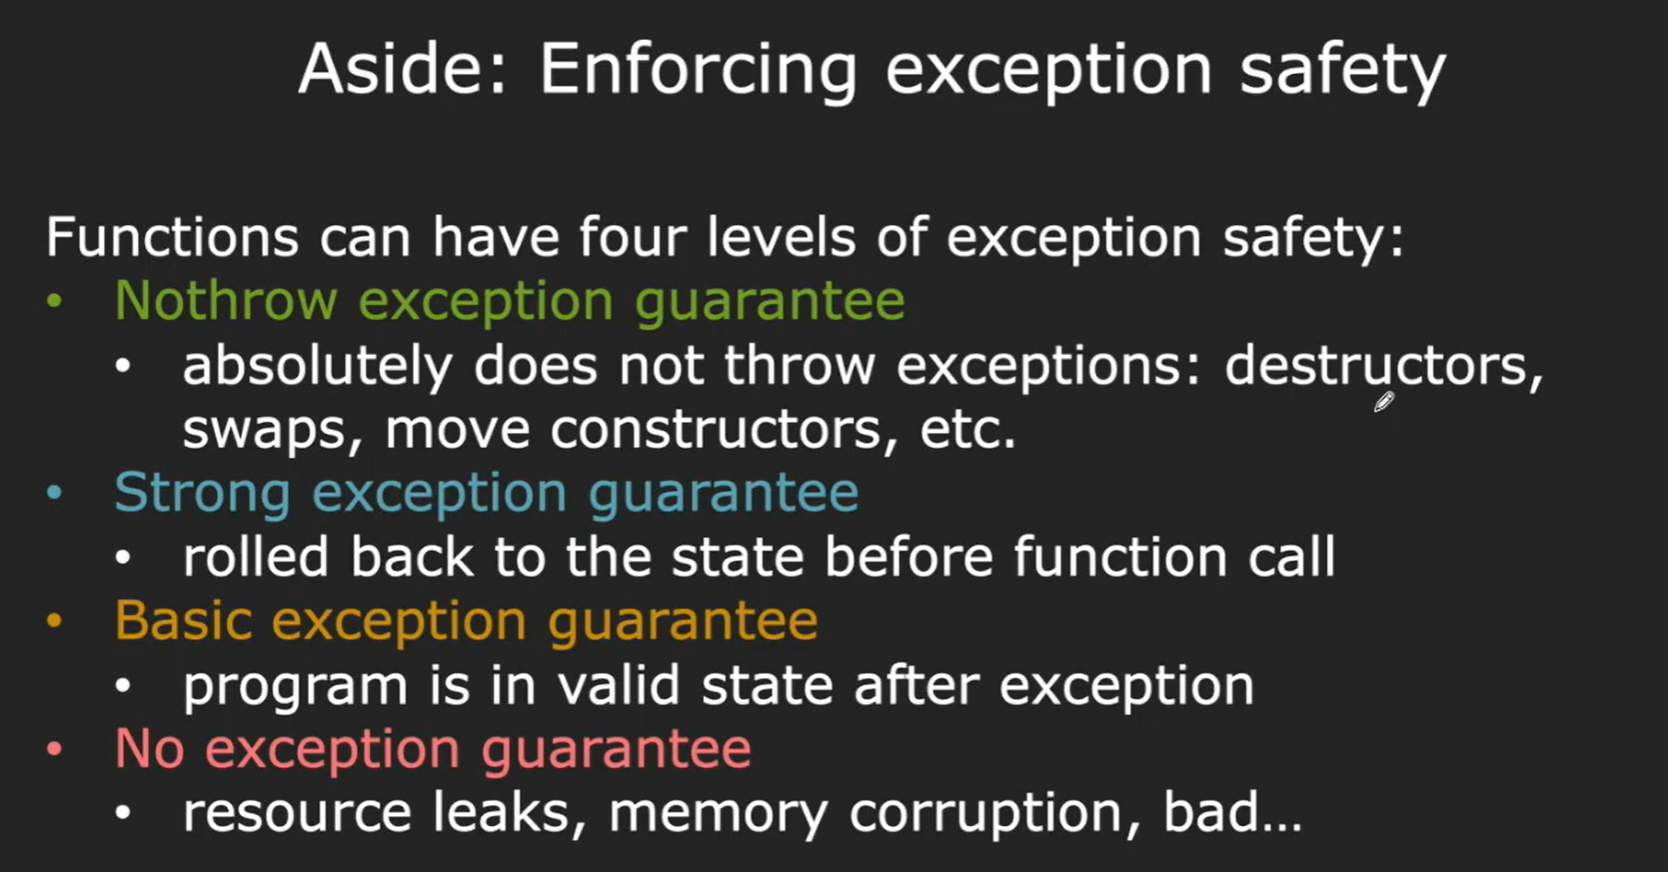 Aside: Enforcing exception safety
Functions can have four levels of exception safety:
• Nothrow exception guarantee
• absolutely does not throw exceptions: destructors,
swaps, move constructors, etc.
• Strong exception guarantee
• rolled back to the state before function call
• Basic exception guarantee
• program is in valid state after exception
• No exception guarantee
• resource leaks, memory corruption, bad…